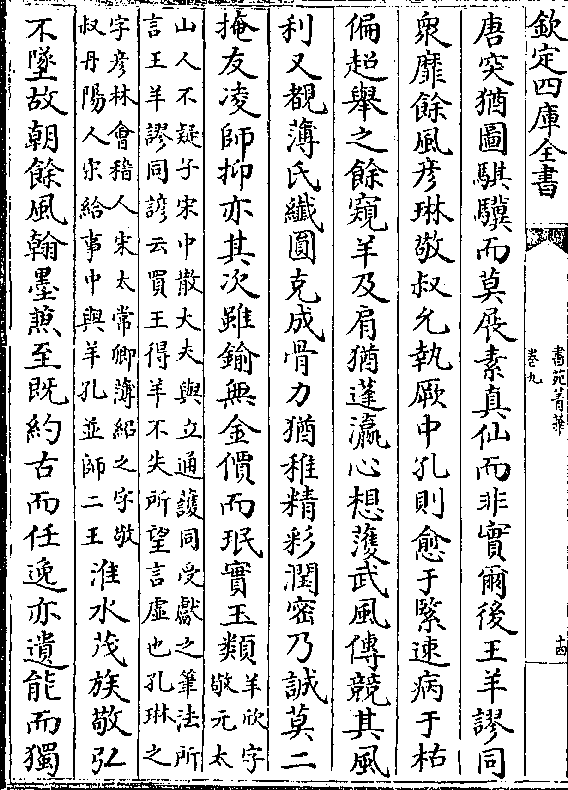 欽定四庫全書
書苑菁華
卷九
十四
唐突猶圖騏驥而莫展素真仙而非實爾後王羊謬同
衆靡餘風彥琳敬叔允執厥中孔則愈于緊速病于枯
偏超舉之餘窺羊及肩猶蓬瀛心想濩武風傳競其風
利又覩薄氏纖圓克成骨力猶稚精彩潤密乃誠莫二
掩友凌師抑亦其次雖鍮無金價而珉實玉類
羊欣字
敬元太
山人不疑子宋中散大夫與立通護同受獻之筆法所
言王羊謬同諺云買王得羊不失所望言虛也孔琳之
字彥林會稽人宋太常卿薄紹之字敬
叔丹陽人宋給事中與羊孔並師二王
淮水茂族敬弘
不墜故朝餘風翰墨兼至既約古而任逸亦遺能而獨